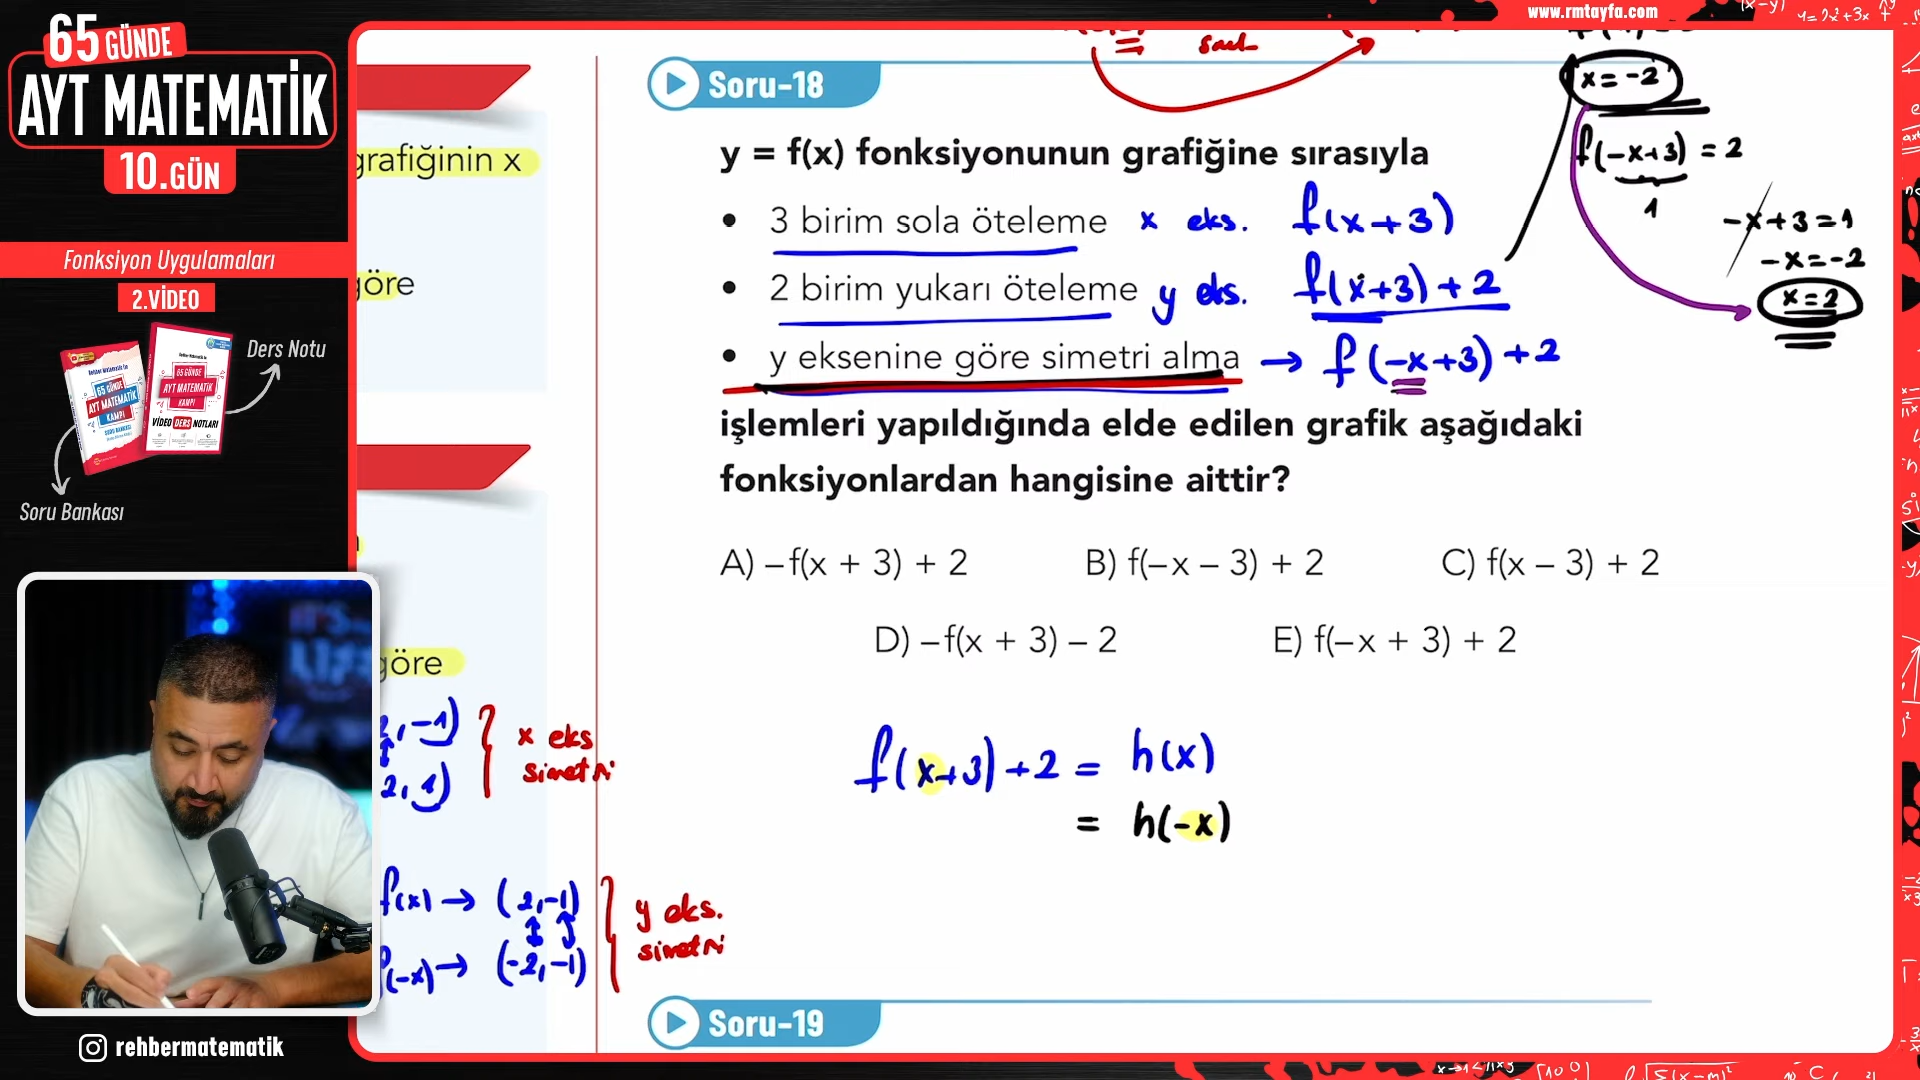 65 GÜNDE
AYT MATEMATİK
10.GÜN
Fonksiyon Uygulamaları
2.VİDEO
Ders Notu
Soru Bankası
rehbermatematik
www.rmtayfa.com
grafiğinin x
göre
göre
x eks
simetri
f(x) → (2,-1)
(-x) → (-2,-1)
y eks.
simetri
Soru-18
y = f(x) fonksiyonunun grafiğine sırasıyla
• 3 birim sola öteleme x eks. f(x+3)
• 2 birim yukarı öteleme y eks. f(x+3)+2
• y eksenine göre simetri alma → f(-x+3)+2
işlemleri yapıldığında elde edilen grafik aşağıdaki
fonksiyonlardan hangisine aittir?
A) –f(x + 3) + 2 B) f(–x – 3) + 2 C) f(x – 3) + 2
D) –f(x + 3) – 2 E) f(–x + 3) + 2
f(x+3)+2 = h(x)
= h(-x)
x=-2
f(-x+3)=2
1
-x+3=1
-x=-2
x=2
Soru-19